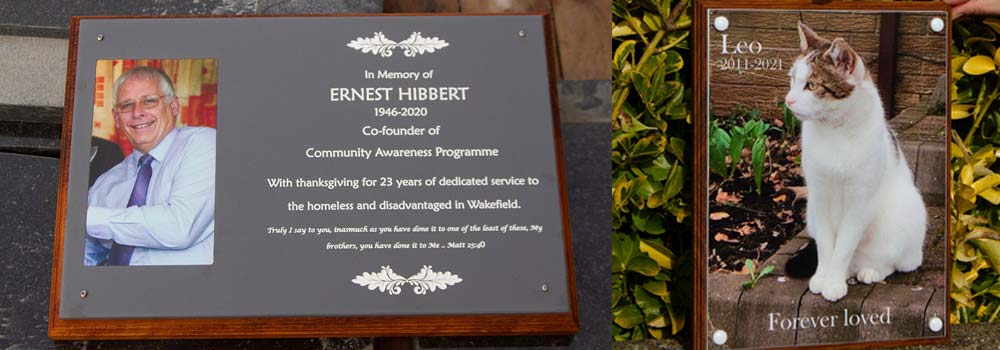 In Memory of
ERNEST HIBBERT
1946-2020
Co-founder of
Community Awareness Programme
With thanksgiving for 23 years of dedicated service to
the homeless and disadvantaged in Wakefield.
Truly I say to you, inasmuch as you have done it to one of the least of these, My
brothers, you have done it to Me .. Matt 25:40
Leo
2011-2021
Forever loved